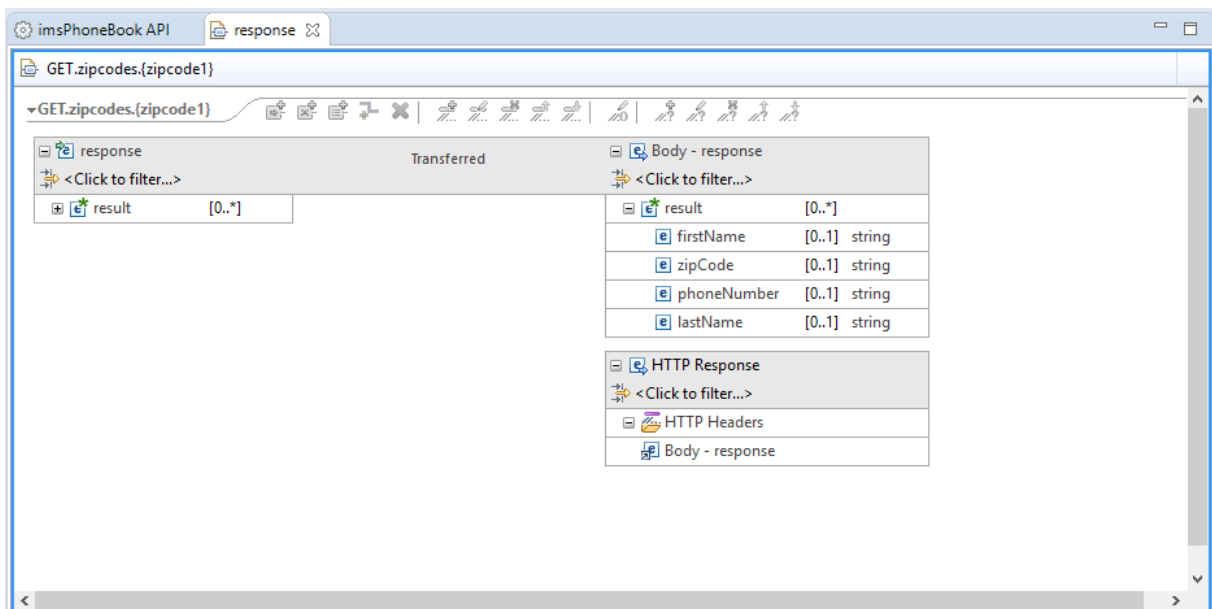 imsPhoneBook API response
GET.zipcodes.{zipcode1}
GET.zipcodes.{zipcode1}
response Transferred Body - response
<Click to filter...> <Click to filter...>
result [0..*] result [0..*]
firstName [0..1] string
zipCode [0..1] string
phoneNumber [0..1] string
lastName [0..1] string
HTTP Response
<Click to filter...>
HTTP Headers
Body - response